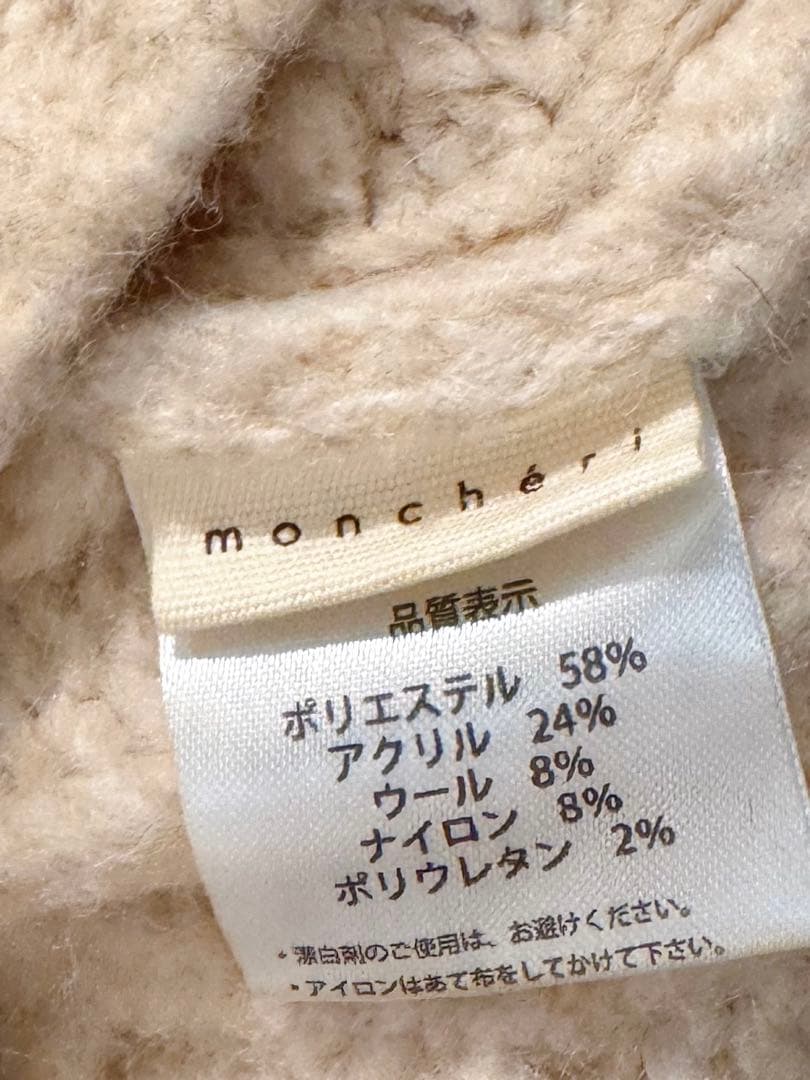 monchéri
品質表示
ポリエステル 58%
アクリル 24%
ウール 8%
ナイロン 8%
ポリウレタン 2%
・漂白剤のご使用は、お避けください。
・アイロンはあて布をしてかけて下さい。